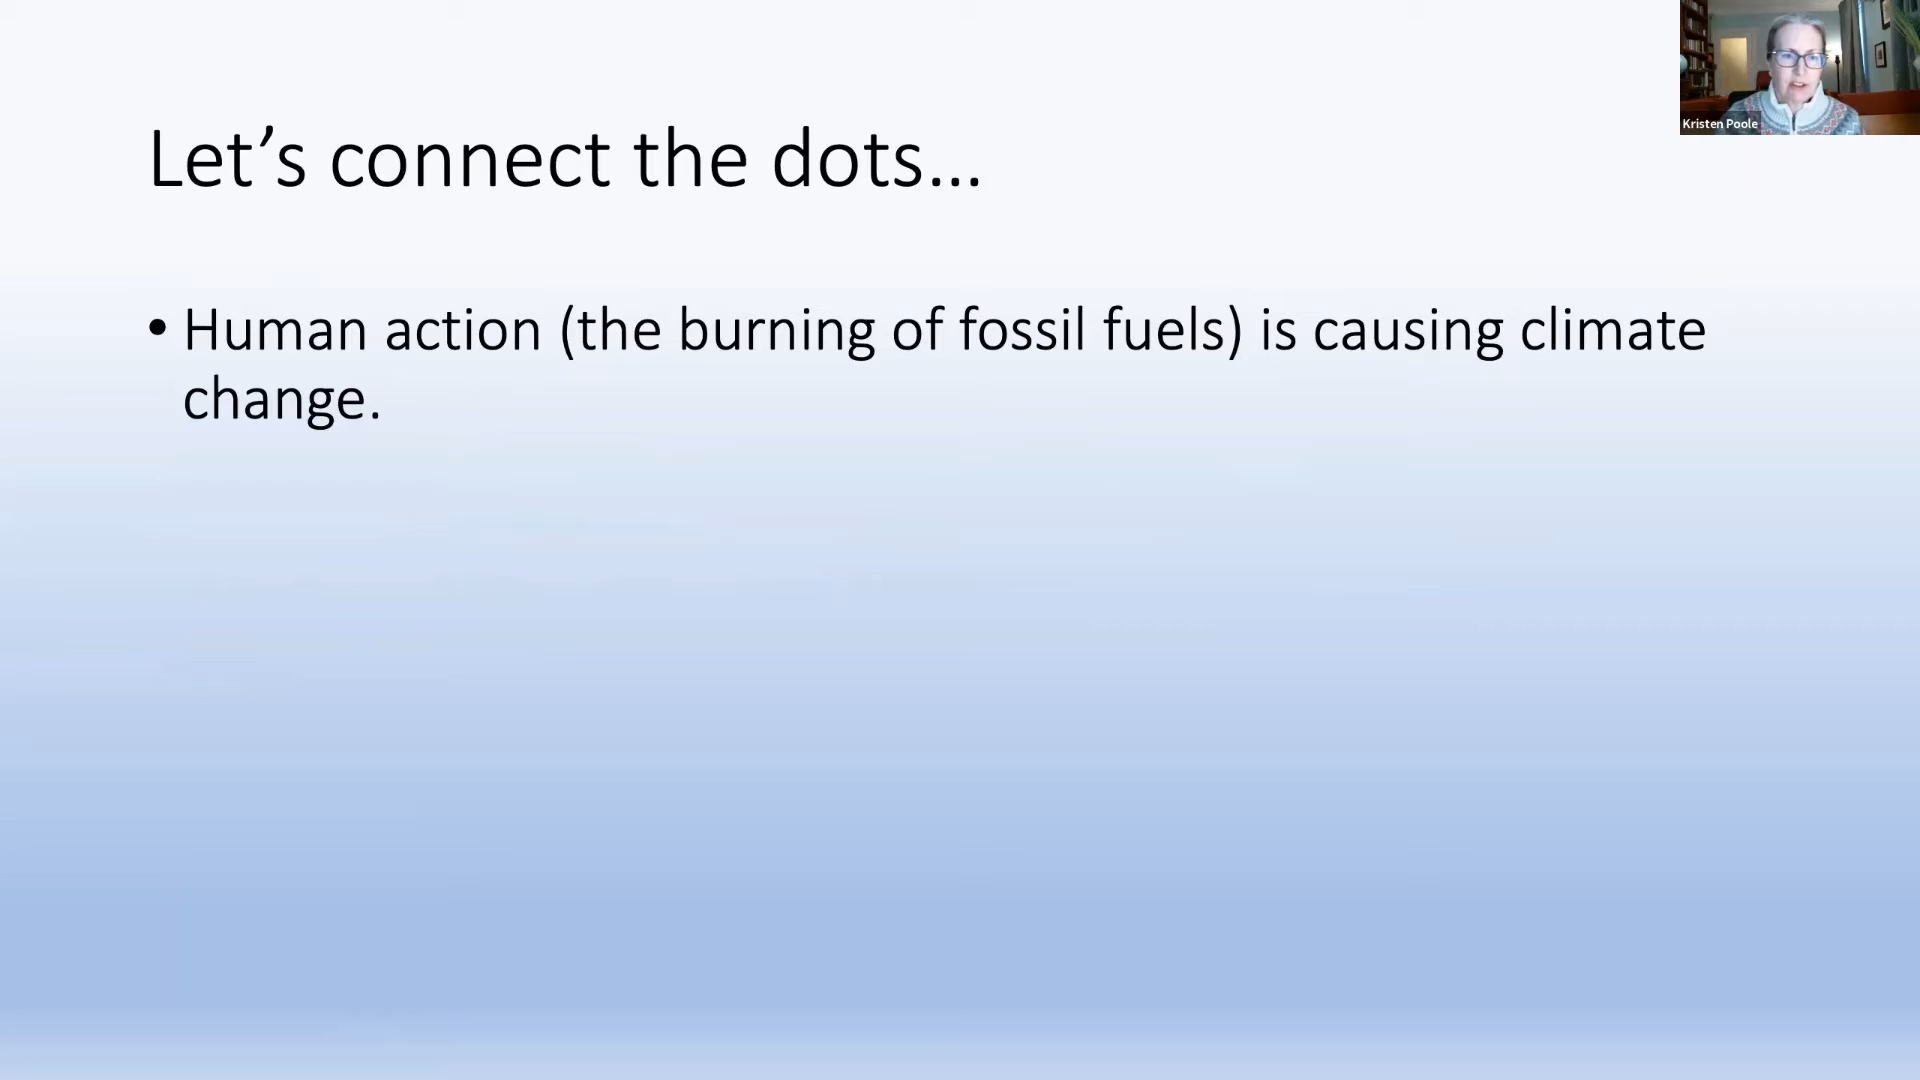 Kristen Poole
Let’s connect the dots…
• Human action (the burning of fossil fuels) is causing climate
change.